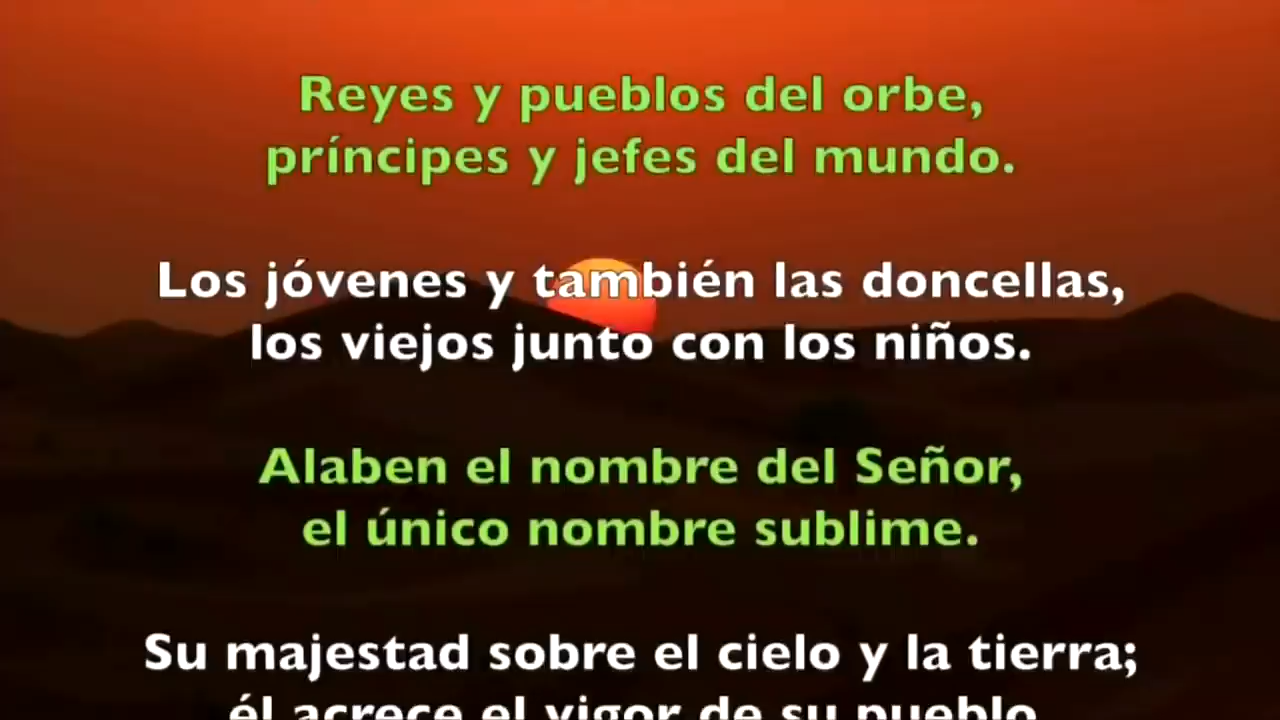 Reyes y pueblos del orbe,
príncipes y jefes del mundo.
Los jóvenes y también las doncellas,
los viejos junto con los niños.
Alaben el nombre del Señor,
el único nombre sublime.
Su majestad sobre el cielo y la tierra;
él acrece el vigor de su pueblo